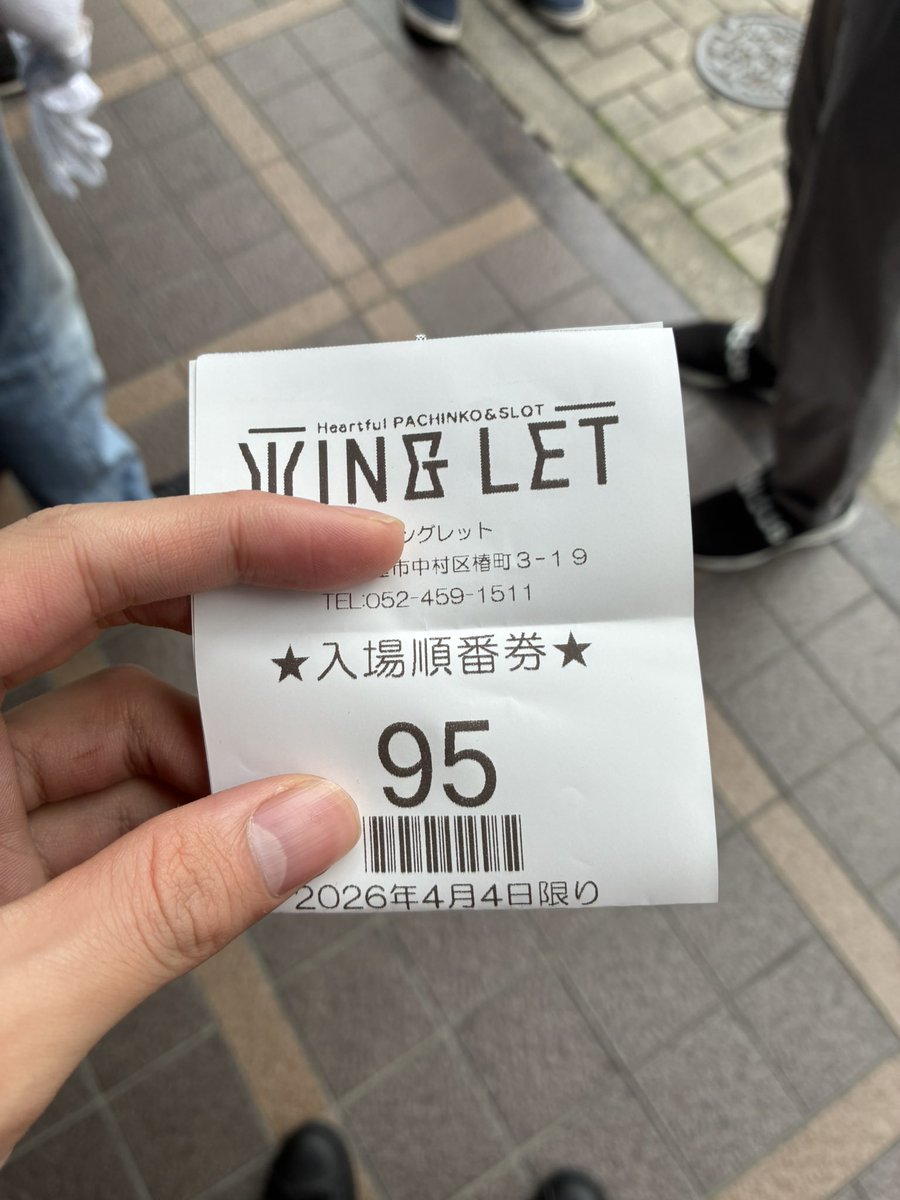 Heartful PACHINKO&SLOT
WING LET
ングレット
市中村区椿町3-19
TEL:052-459-1511
★入場順番券★
95
2026年4月4日限り